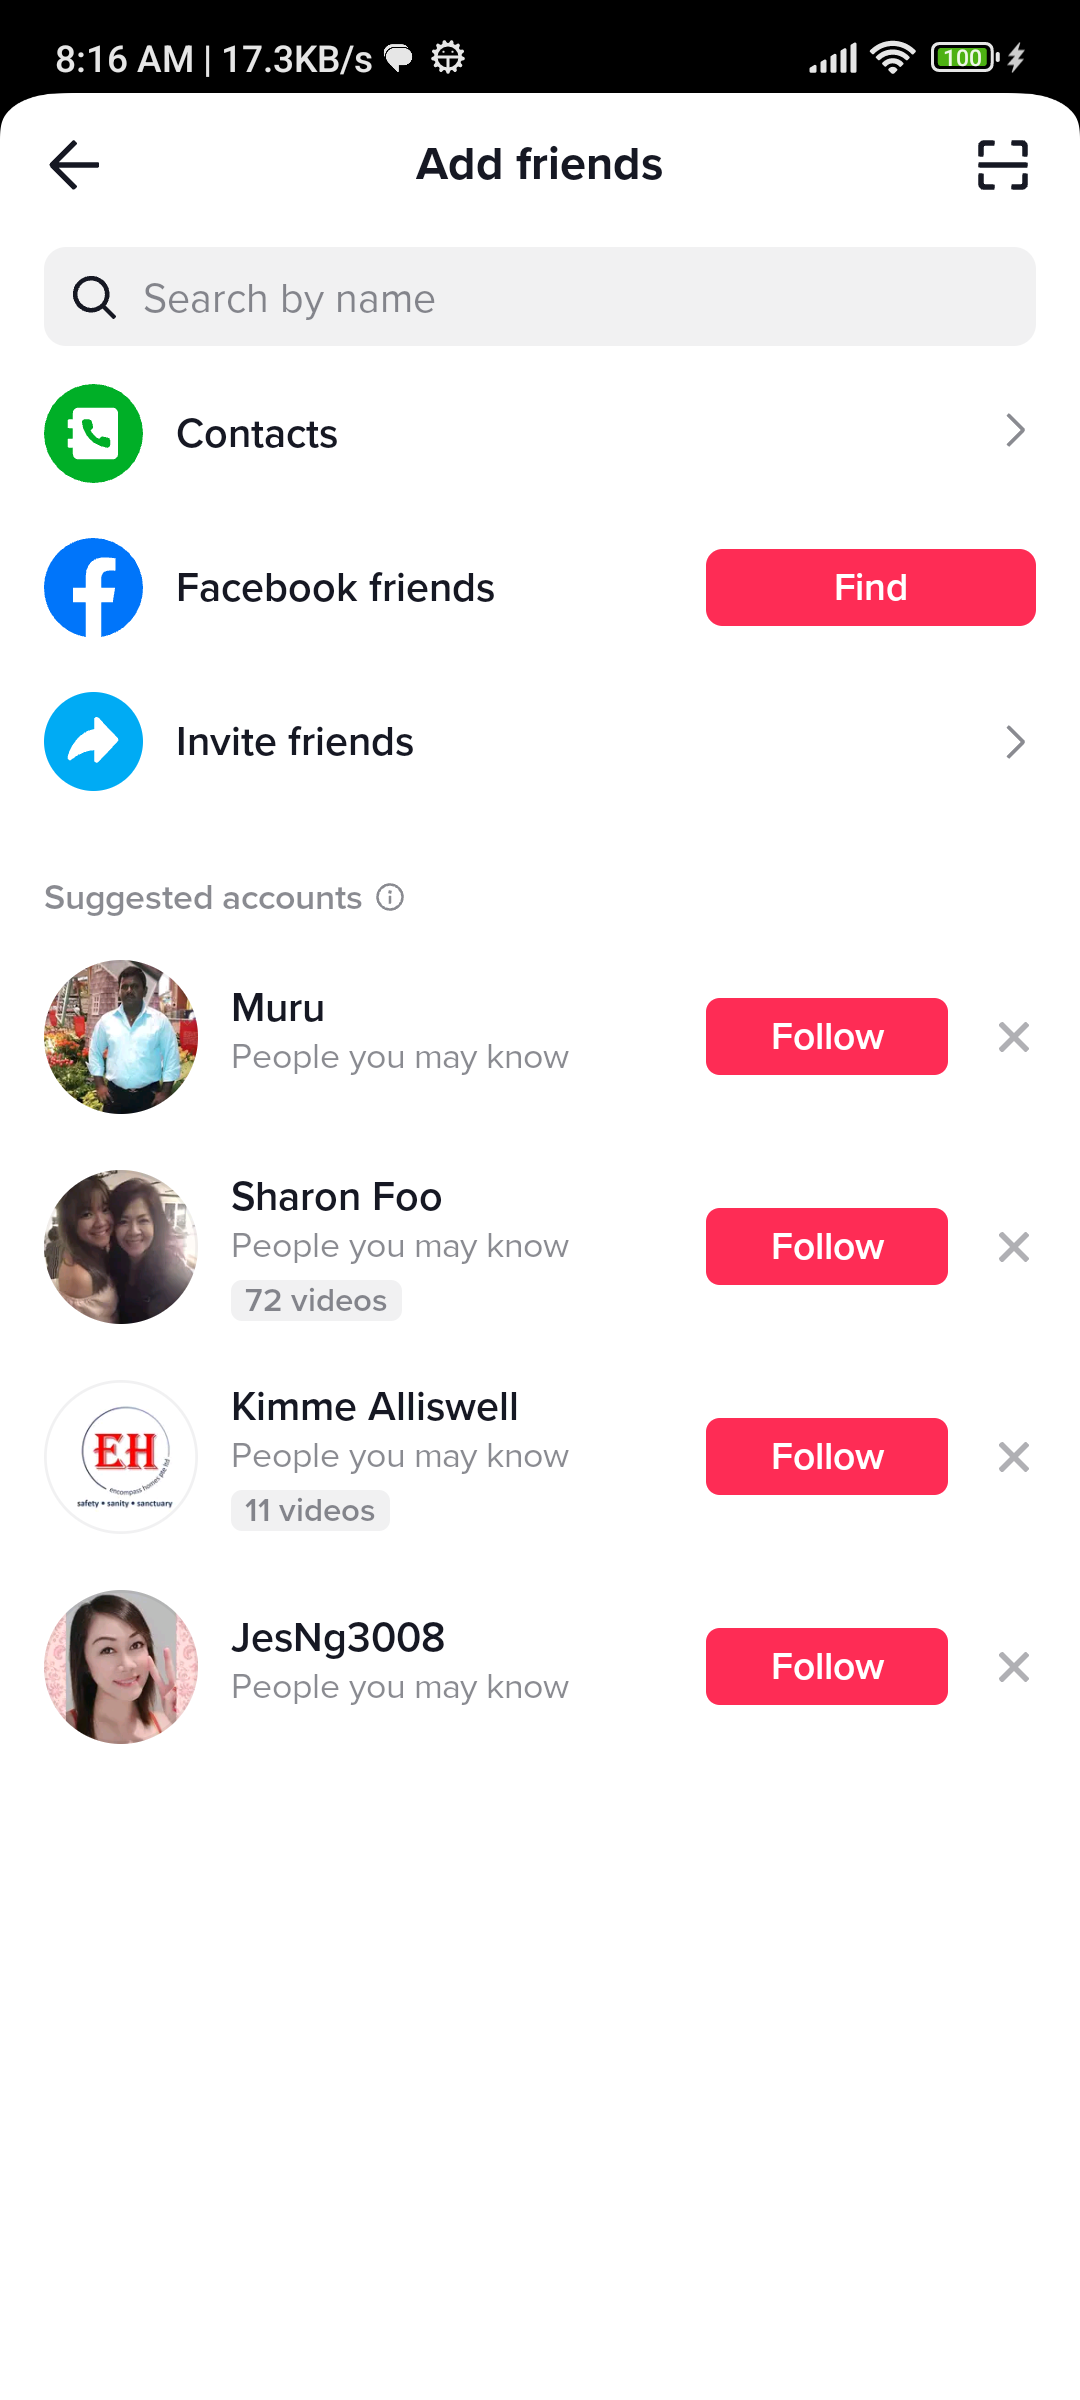 8:16 AM | 17.3KB/s
100
Add friends
Search by name
Contacts
Facebook friends
Find
Invite friends
Suggested accounts
Muru
People you may know
Follow
Sharon Foo
People you may know
72 videos
Follow
Kimme Alliswell
People you may know
11 videos
Follow
EH
encompass homes pte ltd
safety • sanity • sanctuary
JesNg3008
People you may know
Follow